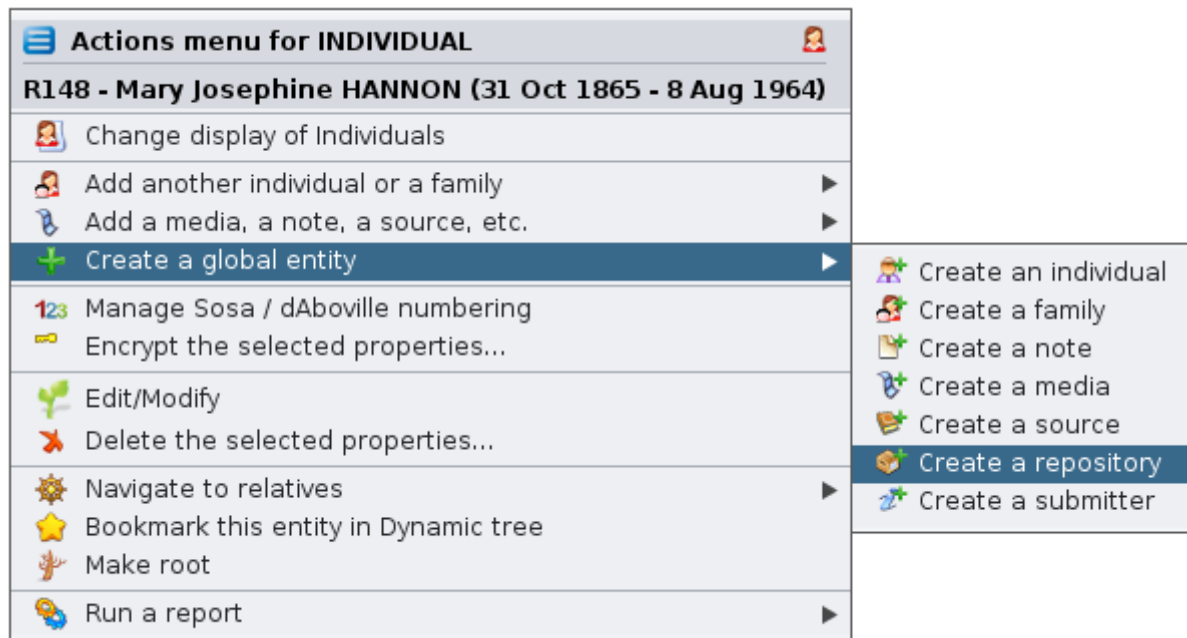 Actions menu for INDIVIDUAL
R148 - Mary Josephine HANNON (31 Oct 1865 - 8 Aug 1964)
Change display of Individuals
Add another individual or a family
Add a media, a note, a source, etc.
Create a global entity
Create an individual
Create a family
Create a note
Create a media
Create a source
Create a repository
Create a submitter
123 Manage Sosa / dAboville numbering
Encrypt the selected properties...
Edit/Modify
Delete the selected properties...
Navigate to relatives
Bookmark this entity in Dynamic tree
Make root
Run a report